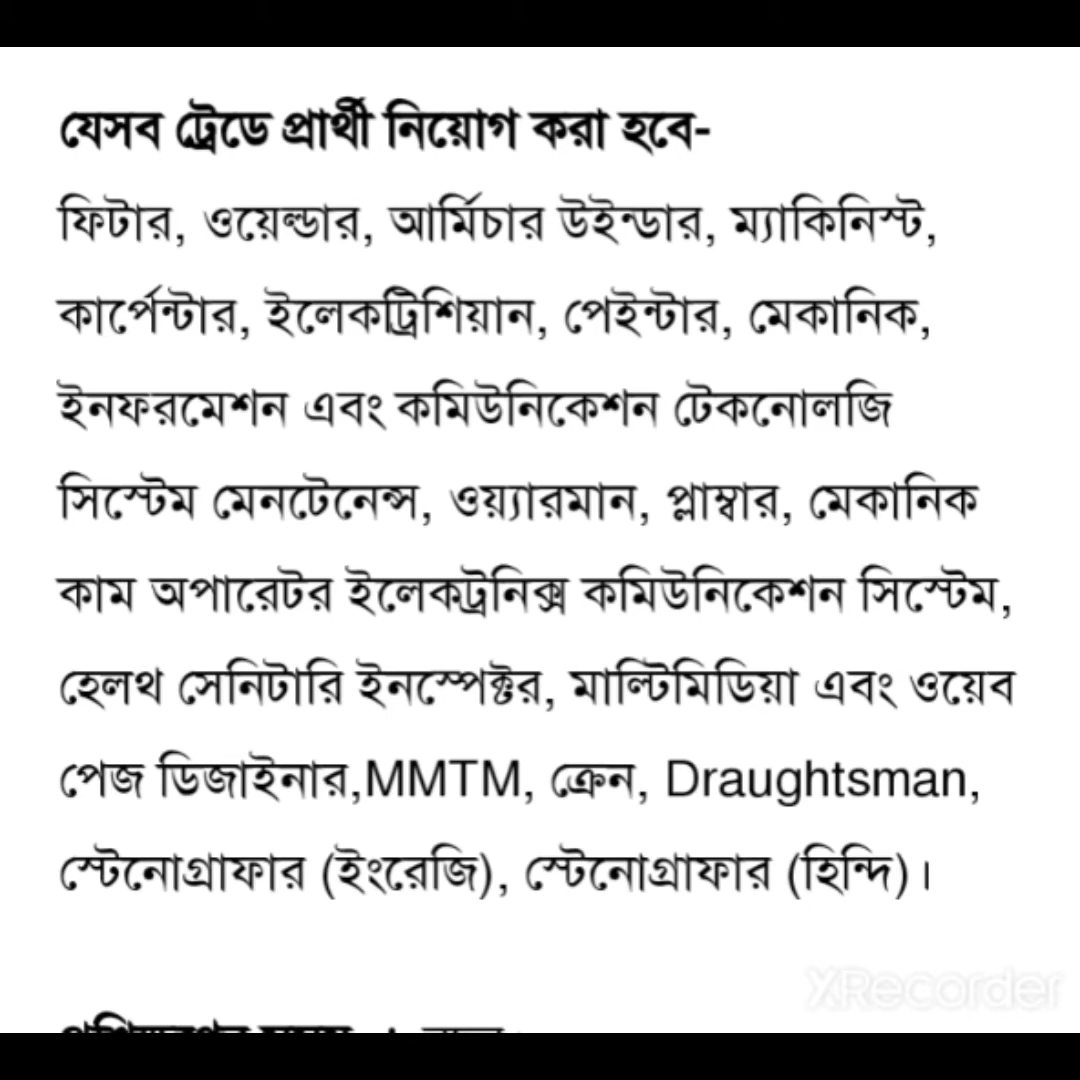 যেসব ট্রেডে প্রার্থী নিয়োগ করা হবে-
ফিটার, ওয়েল্ডার, আর্মিচার উইন্ডার, ম্যাকিনিস্ট,
কার্পেন্টার, ইলেকট্রিশিয়ান, পেইন্টার, মেকানিক,
ইনফরমেশন এবং কমিউনিকেশন টেকনোলজি
সিস্টেম মেনটেনেন্স, ওয়্যারমান, প্লাম্বার, মেকানিক
কাম অপারেটর ইলেকট্রনিক্স কমিউনিকেশন সিস্টেম,
হেলথ সেনিটারি ইনস্পেক্টর, মাল্টিমিডিয়া এবং ওয়েব
পেজ ডিজাইনার,MMTM, ক্রেন, Draughtsman,
স্টেনোগ্রাফার (ইংরেজি), স্টেনোগ্রাফার (হিন্দি)।
XRecorder